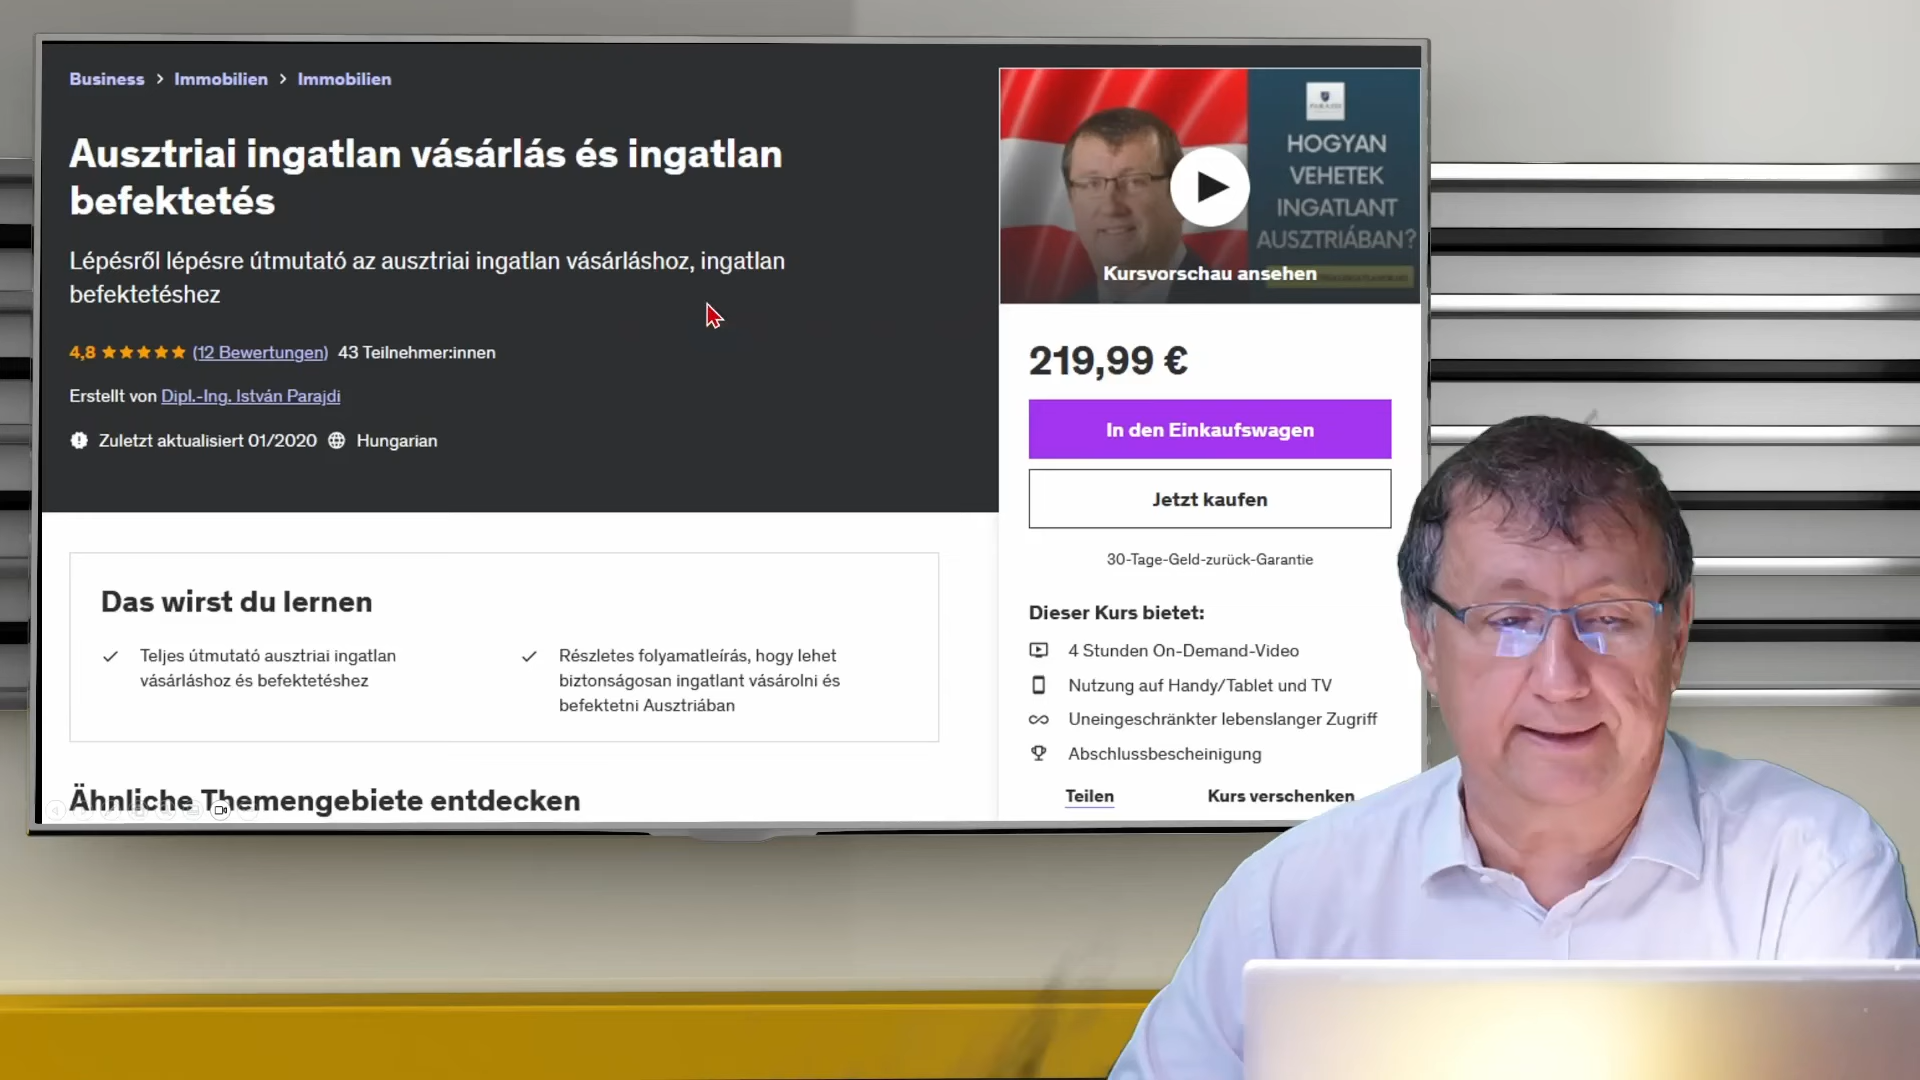 Business > Immobilien > Immobilien
Ausztriai ingatlan vásárlás és ingatlan
befektetés
Lépésről lépésre útmutató az ausztriai ingatlan vásárláshoz, ingatlan
befektetéshez
4,8 ★★★★★ (12 Bewertungen) 43 Teilnehmer:innen
Erstellt von Dipl.-Ing. István Parajdi
Zuletzt aktualisiert 01/2020 Hungarian
HOGYAN
VEHETEK
INGATLANT
AUSZTRIÁBAN?
Kursvorschau ansehen
219,99 €
In den Einkaufswagen
Jetzt kaufen
30-Tage-Geld-zurück-Garantie
Dieser Kurs bietet:
4 Stunden On-Demand-Video
Nutzung auf Handy/Tablet und TV
Uneingeschränkter lebenslanger Zugriff
Abschlussbescheinigung
Teilen Kurs verschenken
Das wirst du lernen
Teljes útmutató ausztriai ingatlan
vásárláshoz és befektetéshez
Részletes folyamatleírás, hogy lehet
biztonságosan ingatlant vásárolni és
befektetni Ausztriában
Ähnliche Themengebiete entdecken